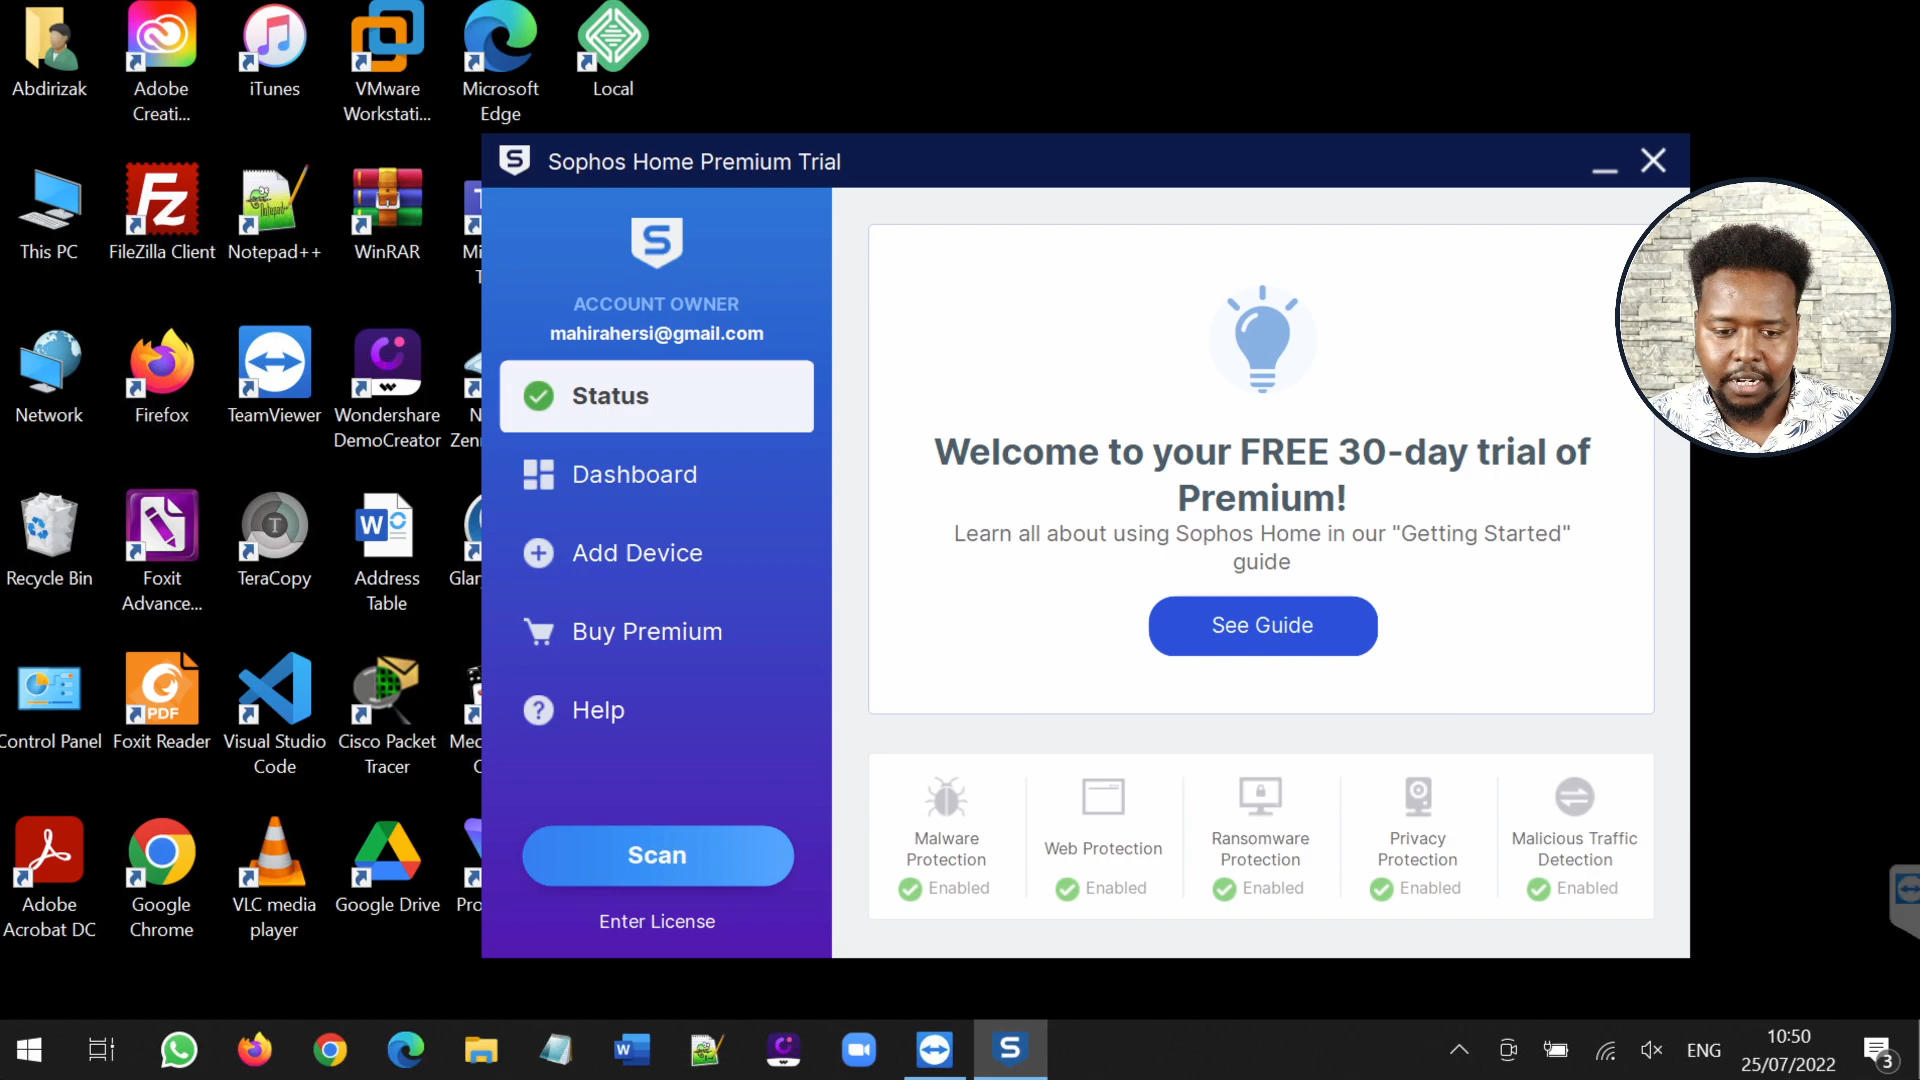 Abdirizak
Adobe
Creati...
iTunes
VMware
Workstati...
Microsoft
Edge
Local
This PC
FileZilla Client
Notepad++
WinRAR
Network
Firefox
TeamViewer
Wondershare
DemoCreator
Zenn
Recycle Bin
Foxit
Advance...
TeraCopy
Address
Table
Glar
Control Panel
Foxit Reader
Visual Studio
Code
Cisco Packet
Tracer
Adobe
Acrobat DC
Google
Chrome
VLC media
player
Google Drive
Sophos Home Premium Trial
ACCOUNT OWNER
mahirahersi@gmail.com
Status
Dashboard
Add Device
Buy Premium
Help
Scan
Enter License
Welcome to your FREE 30-day trial of
Premium!
Learn all about using Sophos Home in our "Getting Started"
guide
See Guide
Malware
Protection
Enabled
Web Protection
Enabled
Ransomware
Protection
Enabled
Privacy
Protection
Enabled
Malicious Traffic
Detection
Enabled
ENG
10:50
25/07/2022
3